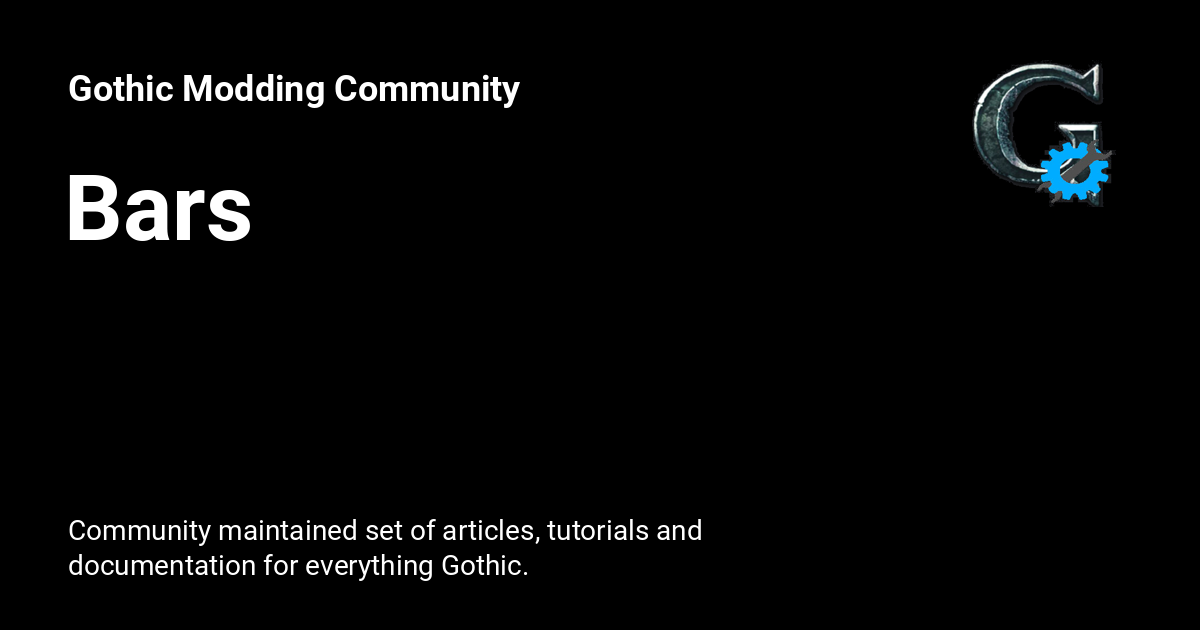 Gothic Modding Community
Bars
G
Community maintained set of articles, tutorials and
documentation for everything Gothic.